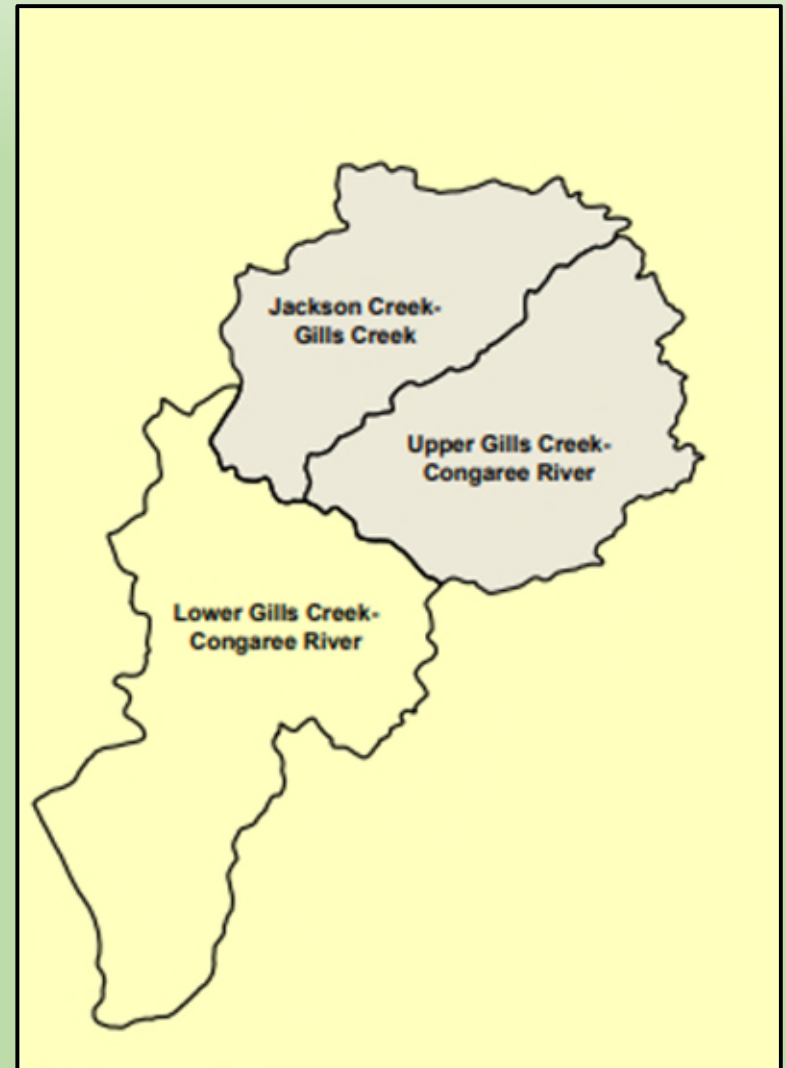 Jackson Creek-
Gills Creek
Upper Gills Creek-
Congaree River
Lower Gills Creek-
Congaree River